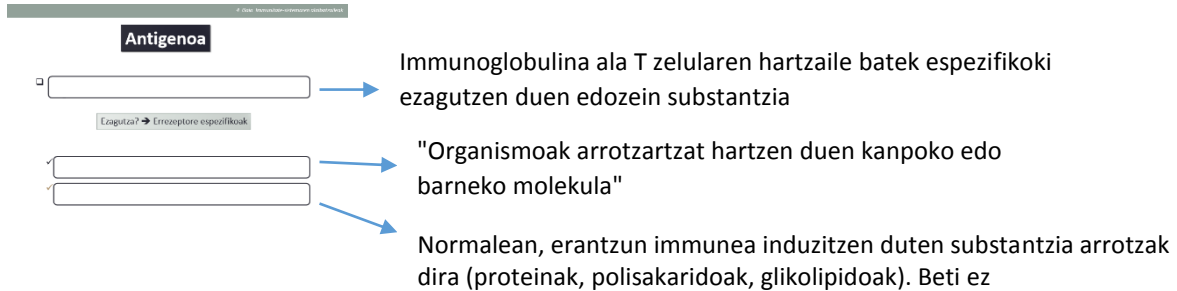 Antigenoa
Immunoglobulina ala T zelularen hartzaile batek espezifikoki
ezagutzen duen edozein substantzia
Ezagutza? ➔ Errezeptore espezifikoak
"Organismoak arrotzartzat hartzen duen kanpoko edo
barneko molekula"
Normalean, erantzun immunea induzitzen duten substantzia arrotzak
dira (proteinak, polisakaridoak, glikolipidoak). Beti ez